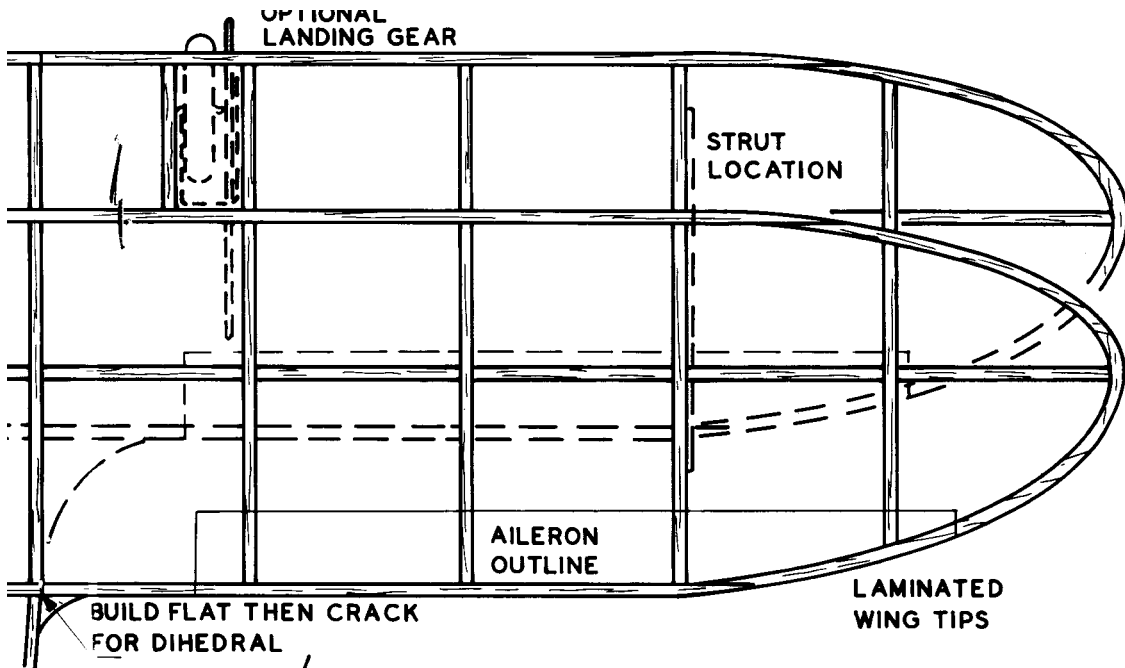 OPTIONAL
LANDING GEAR
STRUT
LOCATION
AILERON
OUTLINE
BUILD FLAT THEN CRACK
FOR DIHEDRAL
LAMINATED
WING TIPS